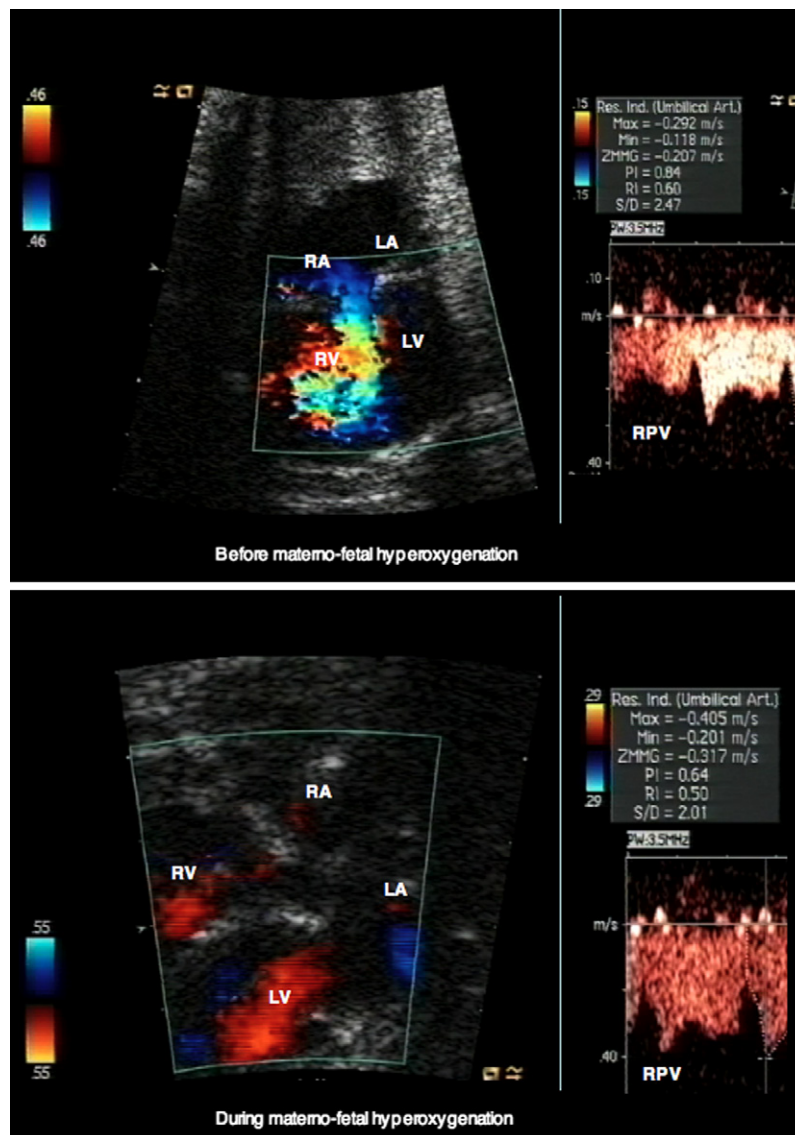 .46
.46
RA
LA
RV
LV
.15
.15
Res. Ind. (Umbilical Art.)
Max = -0.292 m/s
Min = -0.118 m/s
ZMMG = -0.207 m/s
PI = 0.84
RI = 0.60
S/D = 2.47
PW:3.5MHz
.10
m/s
.40
RPV
Before materno-fetal hyperoxygenation
RA
RV
LA
LV
.55
.55
29
29
Res. Ind. (Umbilical Art.)
Max = -0.405 m/s
Min = -0.201 m/s
ZMMG = -0.317 m/s
PI = 0.64
RI = 0.50
S/D = 2.01
PW:3.5MHz
m/s
.40
RPV
During materno-fetal hyperoxygenation